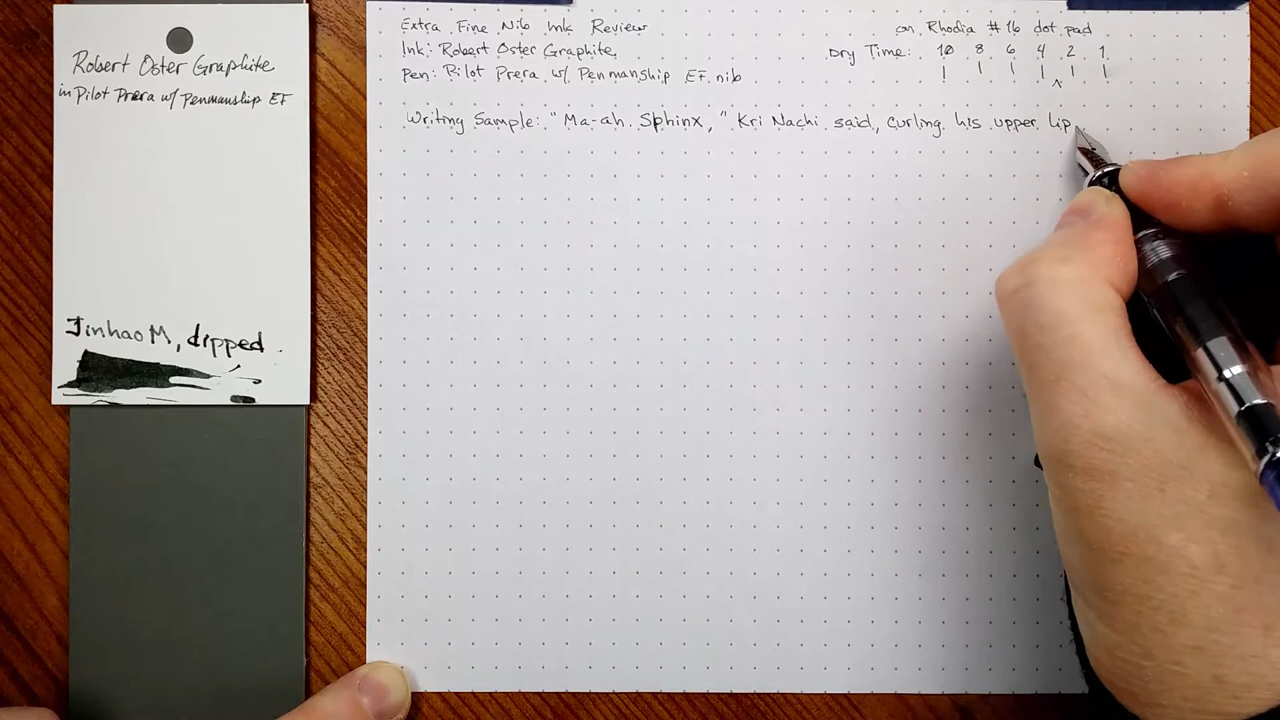 Robert Oster Graphite
in Pilot Prera w/ Penmanship EF
Jinhao M, dipped.
Extra Fine Nib Ink Review
on Rhodia #16 dot pad
Ink: Robert Oster Graphite
Dry Time: 10 8 6 4 2 1
Pen: Pilot Prera w/ Penmanship EF nib
Writing Sample: "Ma-ah Sphinx," Kri Nachi said, curling his upper lip